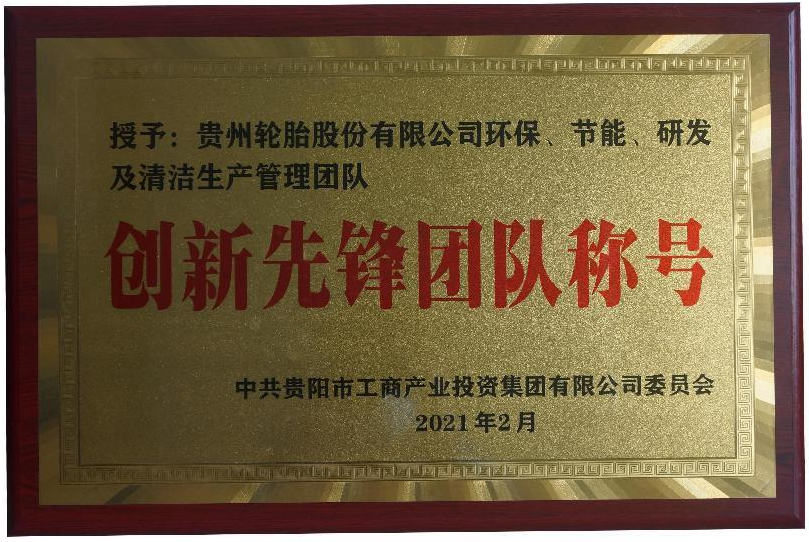 授予：贵州轮胎股份有限公司环保、节能、研发
及清洁生产管理团队
创新先锋团队称号
中共贵阳市工商产业投资集团有限公司委员会
2021年2月